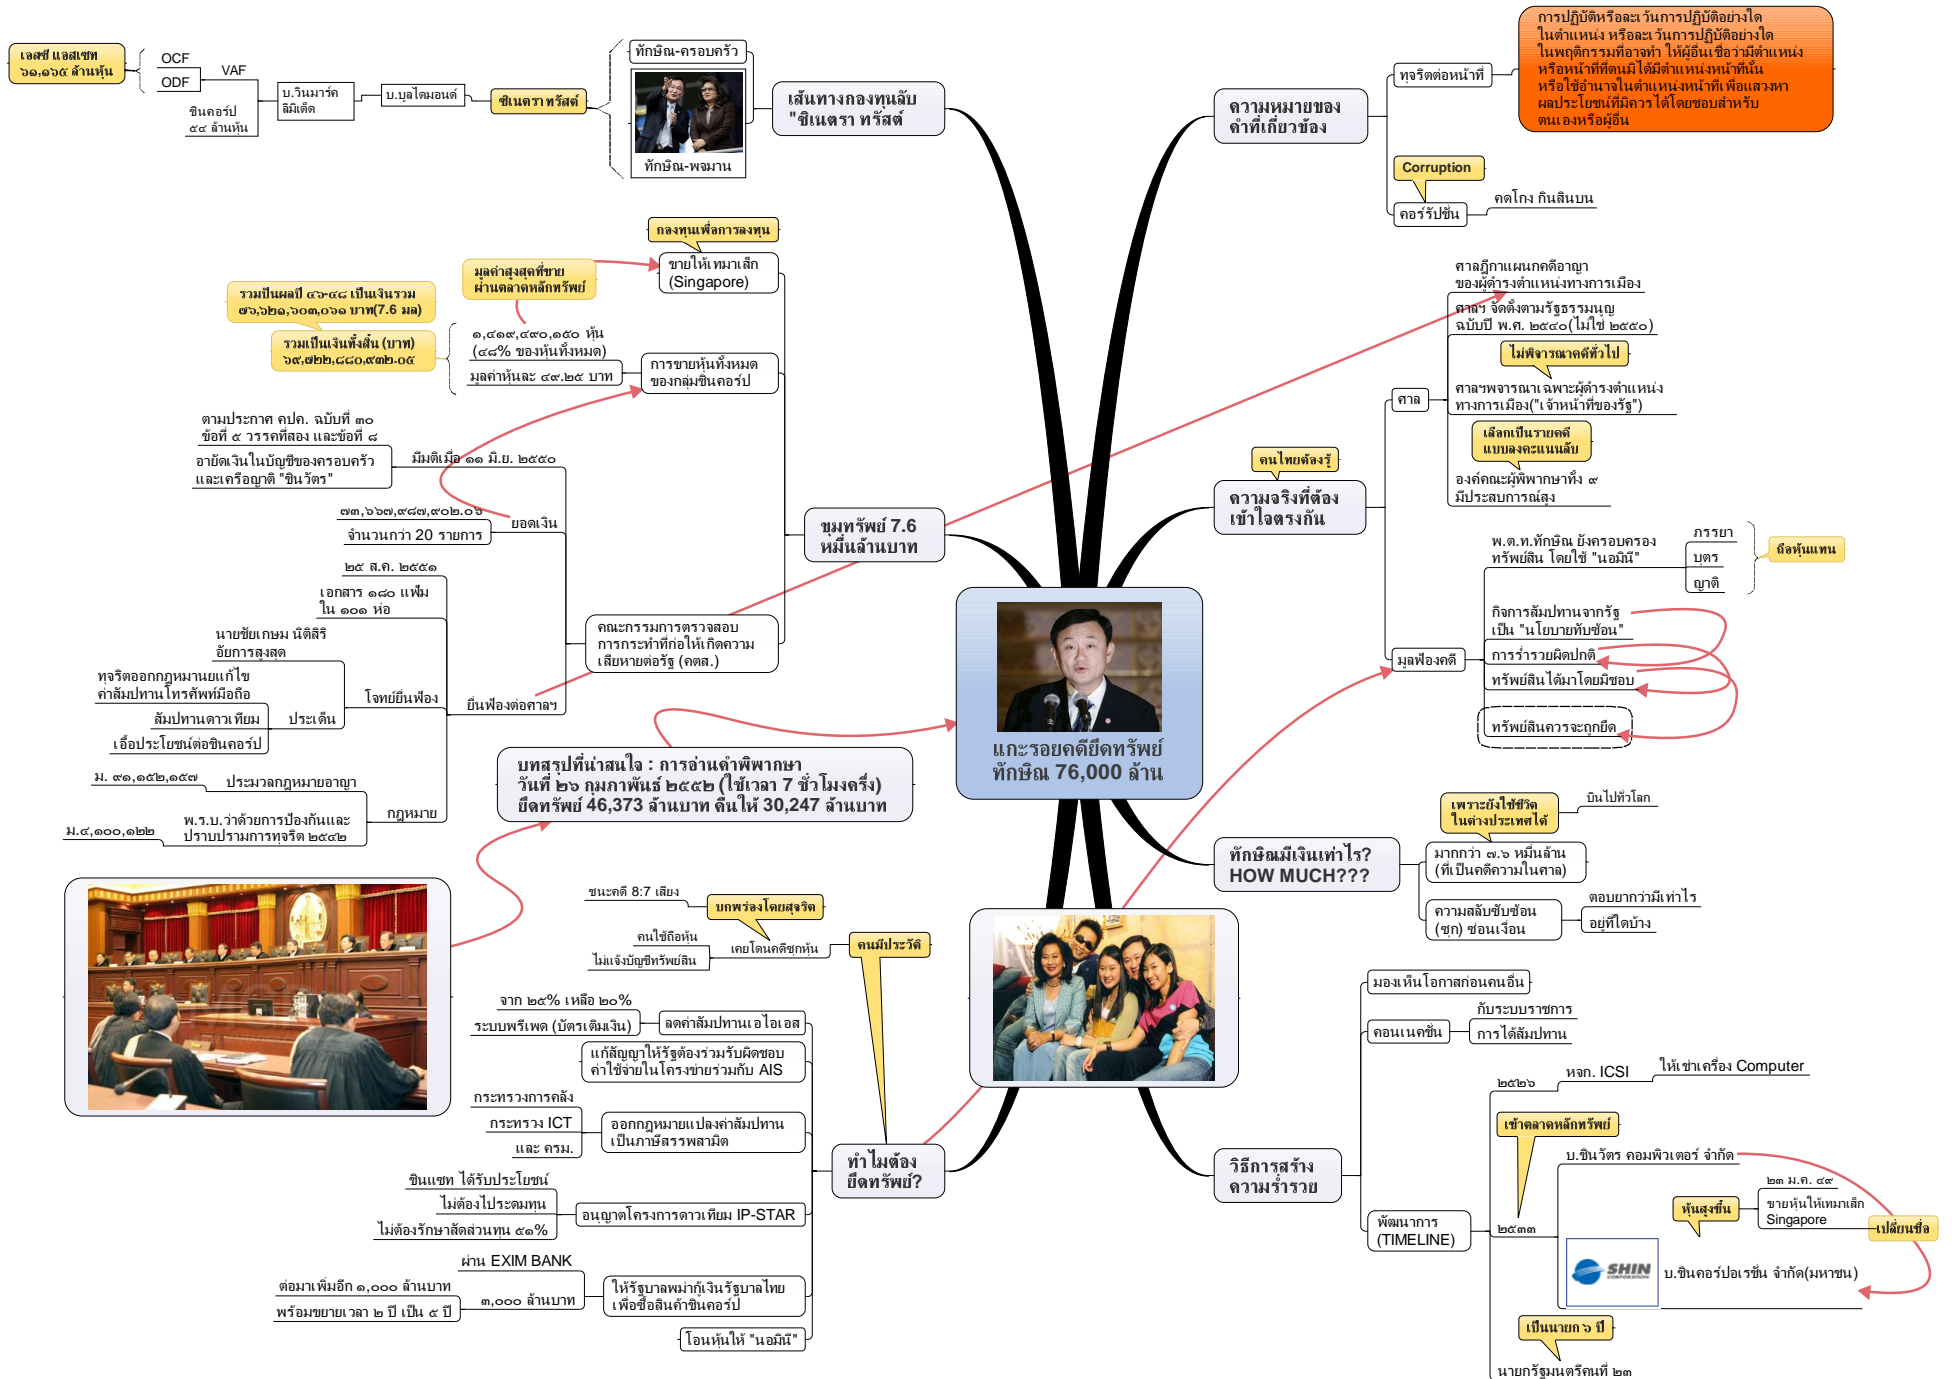 แกะรอยคดียึดทรัพย์
ทักษิณ 76,000 ล้าน
ความหมายของ
คำที่เกี่ยวข้อง
ทุจริตต่อหน้าที่
การปฏิบัติหรือละเว้นการปฏิบัติอย่างใด
ในตำแหน่ง หรือละเว้นการปฏิบัติอย่างใด
ในพฤติกรรมที่อาจทำ ให้ผู้อื่นเชื่อว่ามีตำแหน่ง
หรือหน้าที่ที่ตนมิได้มีตำแหน่งหน้าที่นั้น
หรือใช้อำนาจในตำแหน่งหน้าที่เพื่อแสวงหา
ผลประโยชน์ที่มิควรได้โดยชอบสำหรับ
ตนเองหรือผู้อื่น
Corruption
คอร์รัปชั่น
คดโกง กินสินบน
คนไทยต้องรู้
ความจริงที่ต้อง
เข้าใจตรงกัน
ศาล
ศาลฎีกาแผนกคดีอาญา
ของผู้ดำรงตำแหน่งทางการเมือง
ศาลฯ จัดตั้งตามรัฐธรรมนูญ
ฉบับปี พ.ศ. ๒๕๔๐(ไม่ใช่ ๒๕๕๐)
ไม่พิจารณาคดีทั่วไป
ศาลฯพจารณาเฉพาะผู้ดำรงตำแหน่ง
ทางการเมือง("เจ้าหน้าที่ของรัฐ")
เลือกเป็นรายคดี
แบบลงคะแนนลับ
องค์คณะผู้พิพากษาทั้ง ๙
มีประสบการณ์สูง
มูลฟ้องคดี
พ.ต.ท.ทักษิณ ยังครอบครอง
ทรัพย์สิน โดยใช้ "นอมินี"
ภรรยา
บุตร
ญาติ
ถือหุ้นแทน
กิจการสัมปทานจากรัฐ
เป็น "นโยบายทับซ้อน"
การร่ำรวยผิดปกติ
ทรัพย์สินได้มาโดยมิชอบ
ทรัพย์สินควรจะถูกยึด
ทักษิณมีเงินเท่าไร?
HOW MUCH???
เพราะยังใช้ชีวิต
ในต่างประเทศได้
บินไปทั่วโลก
มากกว่า ๗.๖ หมื่นล้าน
(ที่เป็นคดีความในศาล)
ความสลับซับซ้อน
(ซุก) ซ่อนเงื่อน
ตอบยากว่ามีเท่าไร
อยู่ที่ใดบ้าง
วิธีการสร้าง
ความร่ำรวย
มองเห็นโอกาสก่อนคนอื่น
คอนเนคชั่น
กับระบบราชการ
การได้สัมปทาน
พัฒนาการ
(TIMELINE)
๒๕๒๖
หจก. ICSI
ให้เช่าเครื่อง Computer
เข้าตลาดหลักทรัพย์
๒๕๓๓
บ.ชินวัตร คอมพิวเตอร์ จำกัด
หุ้นสูงขึ้น
๒๓ ม.ค. ๔๙
ขายหุ้นให้เทมาเส็ก
Singapore
เปลี่ยนชื่อ
SHIN
CORPORATION
บ.ชินคอร์ปอเรชั่น จำกัด(มหาชน)
เป็นนายก ๖ ปี
นายกรัฐมนตรีคนที่ ๒๓
เส้นทางกองทุนลับ
"ซิเนตรา ทรัสต์
ทักษิณ-ครอบครัว
ทักษิณ-พจมาน
ซิเนตรา ทรัสต์
บ.บูลไดมอนด์
บ.วินมาร์ค
ลิมิเต็ด
VAF
OCF
ODF
ชินคอร์ป
๕๔ ล้านหุ้น
เอสซี แอสเซท
๖๑,๑๖๕ ล้านหุ้น
ขุมทรัพย์ 7.6
หมื่นล้านบาท
กองทุนเพื่อการลงทุน
ขายให้เทมาเส็ก
(Singapore)
มูลค่าสูงสุดที่ขาย
ผ่านตลาดหลักทรัพย์
รวมปันผลปี ๔๖-๔๘ เป็นเงินรวม
๗๖,๖๒๑,๖๐๓,๐๖๑ บาท(7.6 มล)
รวมเป็นเงินทั้งสิ้น (บาท)
๖๙,๗๒๒,๘๘๐,๙๓๒.๐๕
๑,๔๑๙,๔๙๐,๑๕๐ หุ้น
(๔๘% ของหุ้นทั้งหมด)
มูลค่าหุ้นละ ๔๙.๒๕ บาท
การขายหุ้นทั้งหมด
ของกลุ่มชินคอร์ป
ตามประกาศ คปค. ฉบับที่ ๓๐
ข้อที่ ๕ วรรคที่สอง และข้อที่ ๘
อายัดเงินในบัญชีของครอบครัว
และเครือญาติ "ชินวัตร"
มีมติเมื่อ ๑๑ มิ.ย. ๒๕๕๐
๗๓,๖๖๗,๙๘๗,๙๐๒.๐๖
จำนวนกว่า 20 รายการ
ยอดเงิน
คณะกรรมการตรวจสอบ
การกระทำที่ก่อให้เกิดความ
เสียหายต่อรัฐ (คตส.)
๒๕ ส.ค. ๒๕๕๑
เอกสาร ๑๘๐ แฟ้ม
ใน ๑๐๑ ห่อ
นายชัยเกษม นิติสิริ
อัยการสูงสุด
ทุจริตออกกฎหมานยแก้ไข
ค่าสัมปทานโทรศัพท์มือถือ
สัมปทานดาวเทียม
เอื้อประโยชน์ต่อชินคอร์ป
ประเด็น
โจทย์ยื่นฟ้อง
ยื่นฟ้องต่อศาลฯ
ม. ๙๑,๑๕๒,๑๕๗
ประมาลกฎหมายอาญา
ม.๔,๑๐๐,๑๒๒
พ.ร.บ.ว่าด้วยการป้องกันและ
ปราบปรามการทุจริต ๒๕๔๒
กฎหมาย
บทสรุปที่น่าสนใจ : การอ่านคำพิพากษา
วันที่ ๒๖ กุมภาพันธ์ ๒๕๕๒ (ใช้เวลา 7 ชั่วโมงครึ่ง)
ยึดทรัพย์ 46,373 ล้านบาท คืนให้ 30,247 ล้านบาท
ทำไมต้อง
ยึดทรัพย์?
คนมีประวัติ
ชนะคดี 8:7 เสียง
บกพร่องโดยสุจริต
คนใช้ถือหุ้น
ไม่แจ้งบัญชีทรัพย์สิน
เคยโดนคดีซุกหุ้น
จาก ๒๕% เหลือ ๒๐%
ระบบพรีเพด (บัตรเติมเงิน)
ลดค่าสัมปทานเอไอเอส
แก้สัญญาให้รัฐต้องร่วมรับผิดชอบ
ค่าใช้จ่ายในโครงข่ายร่วมกับ AIS
กระทรวงการคลัง
กระทรวง ICT
และ ครม.
ออกกฎหมายแปลงค่าสัมปทาน
เป็นภาษีสรรพสามิต
ชินแซท ได้รับประโยชน์
ไม่ต้องไประดมทุน
ไม่ต้องรักษาสัดส่วนทุน ๕๑%
อนุญาตโครงการดาวเทียม IP-STAR
ผ่าน EXIM BANK
ต่อมาเพิ่มอีก ๑,๐๐๐ ล้านบาท
พร้อมขยายเวลา ๒ ปี เป็น ๕ ปี
๓,๐๐๐ ล้านบาท
ให้รัฐบาลพม่ากู้เงินรัฐบาลไทย
เพื่อซื้อสินค้าชินคอร์ป
โอนหุ้นให้ "นอมินี"